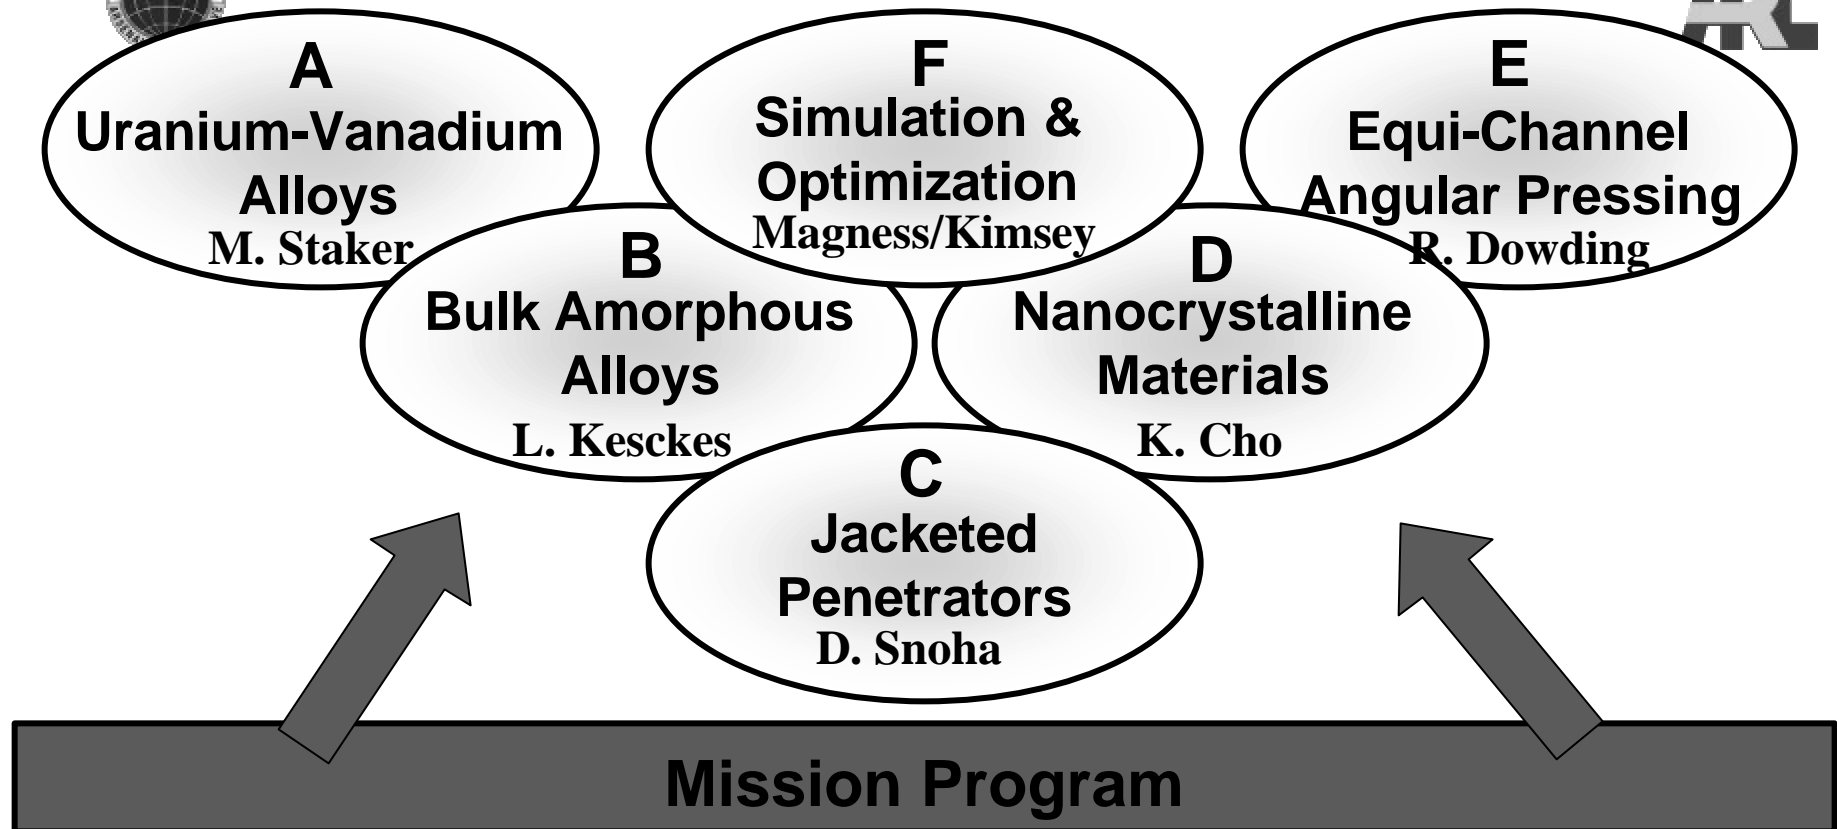 ARL
A
Uranium-Vanadium
Alloys
M. Staker
F
Simulation &
Optimization
Magness/Kimsey
E
Equi-Channel
Angular Pressing
R. Dowding
B
Bulk Amorphous
Alloys
L. Kesckes
D
Nanocrystalline
Materials
K. Cho
C
Jacketed
Penetrators
D. Snoha
Mission Program